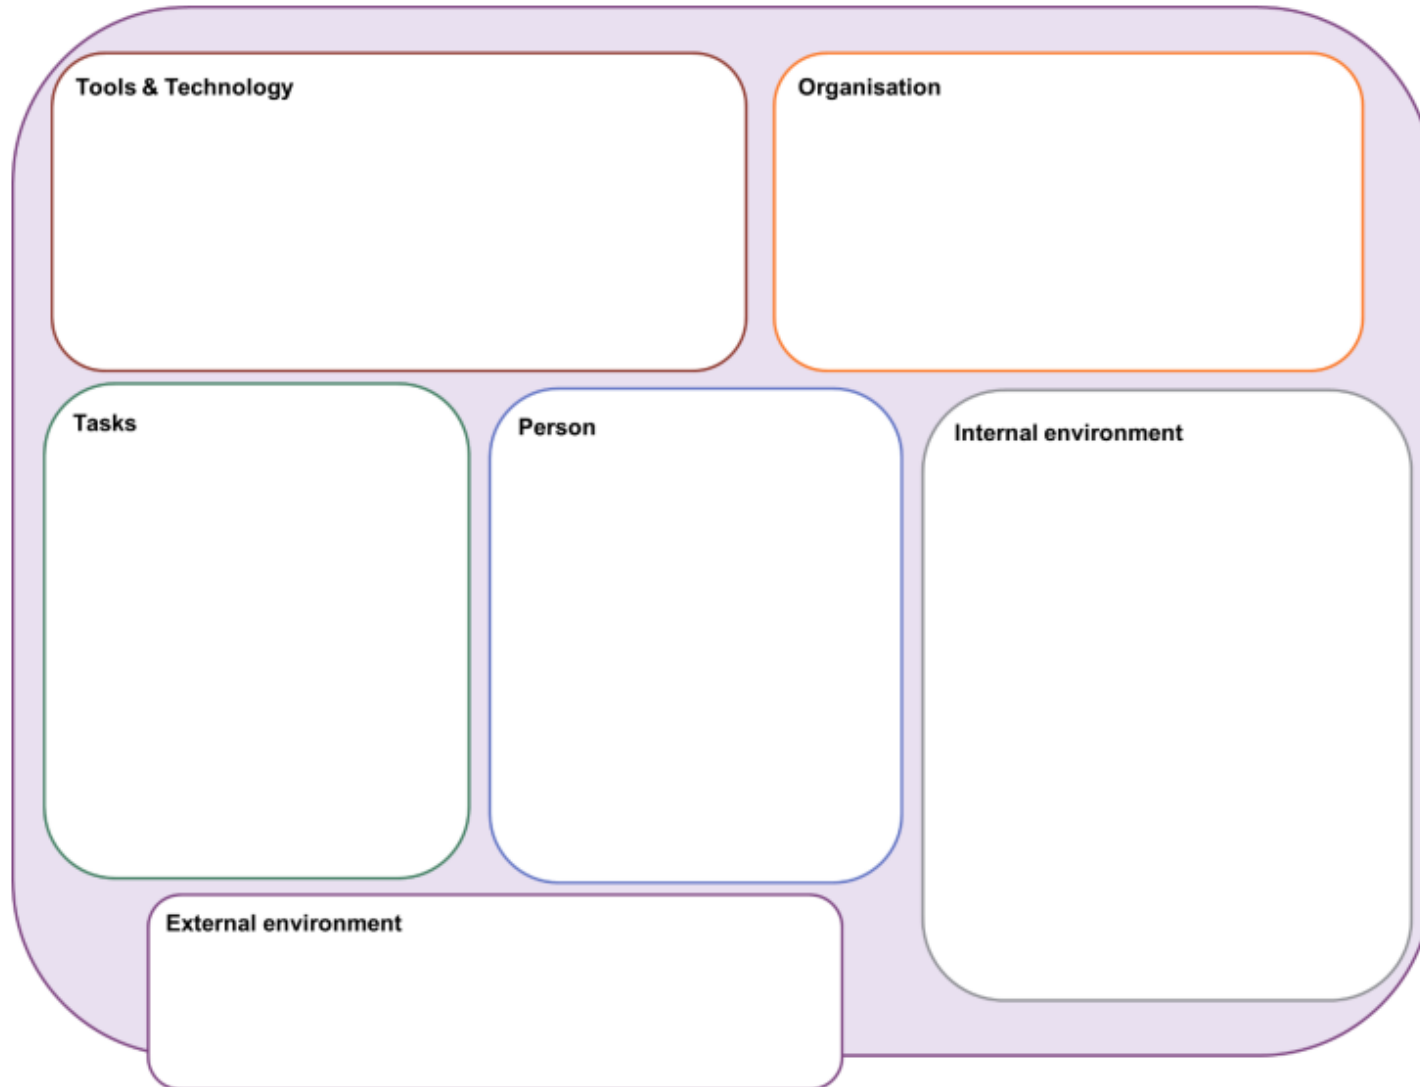 Tools & Technology
Organisation
Tasks
Person
Internal environment
External environment